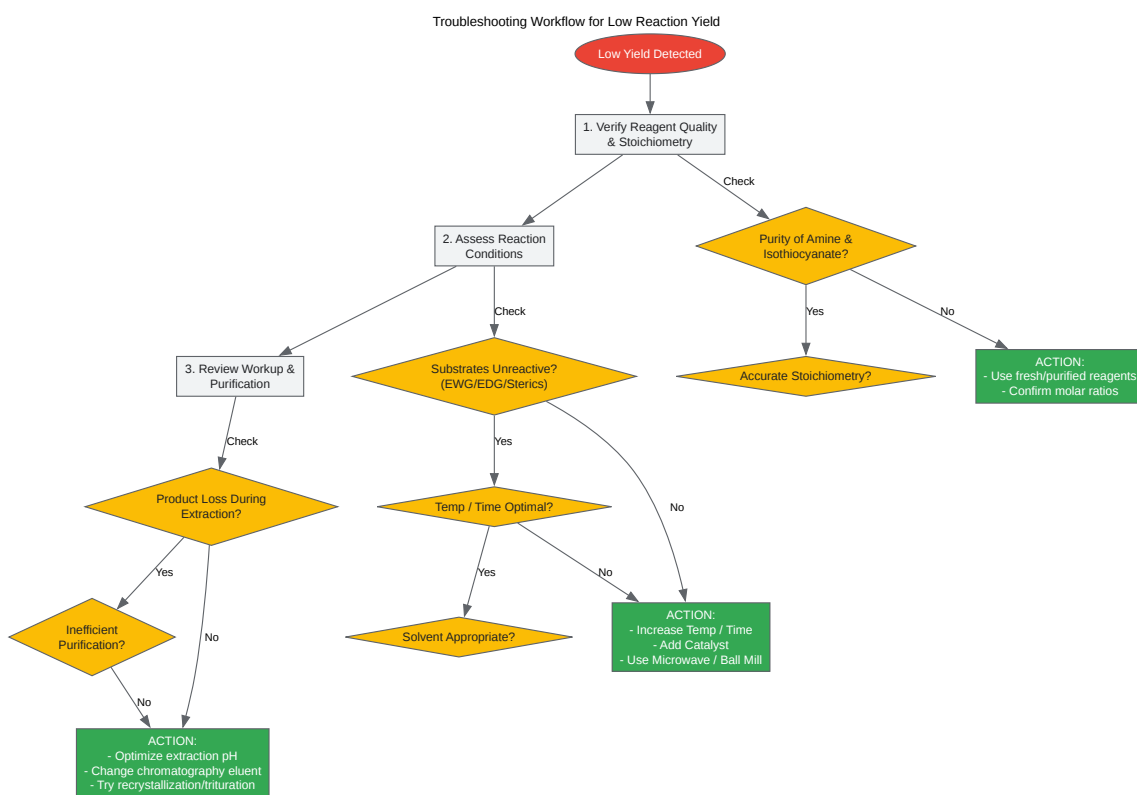 Troubleshooting Workflow for Low Reaction Yield
Low Yield Detected
1. Verify Reagent Quality
& Stoichiometry
Check
2. Assess Reaction
Conditions
Purity of Amine &
Isothiocyanate?
Check
Yes
No
3. Review Workup &
Purification
Substrates Unreactive?
(EWG/EDG/Sterics)
Accurate Stoichiometry?
ACTION:
- Use fresh/purified reagents
- Confirm molar ratios
Check
Yes
Product Loss During
Extraction?
Temp / Time Optimal?
No
Yes
Yes
No
Inefficient
Purification?
No
Solvent Appropriate?
ACTION:
- Increase Temp / Time
- Add Catalyst
- Use Microwave / Ball Mill
No
ACTION:
- Optimize extraction pH
- Change chromatography eluent
- Try recrystallization/trituration